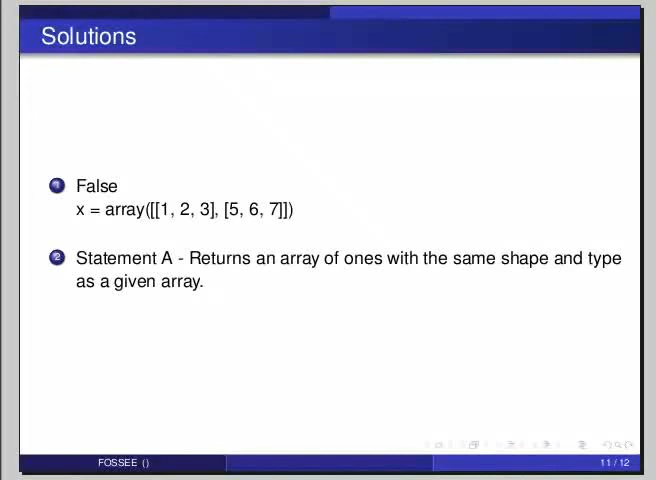 Solutions
1 False
x = array([[1, 2, 3], [5, 6, 7]])
2 Statement A - Returns an array of ones with the same shape and type
as a given array.
FOSSEE () 11 / 12